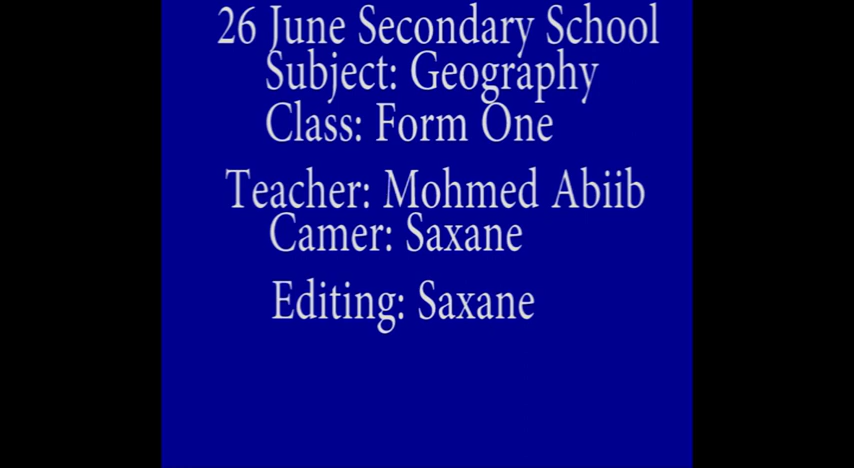 26 June Secondary School
Subject: Geography
Class: Form One
Teacher: Mohmed Abiib
Camer: Saxane
Editing: Saxane